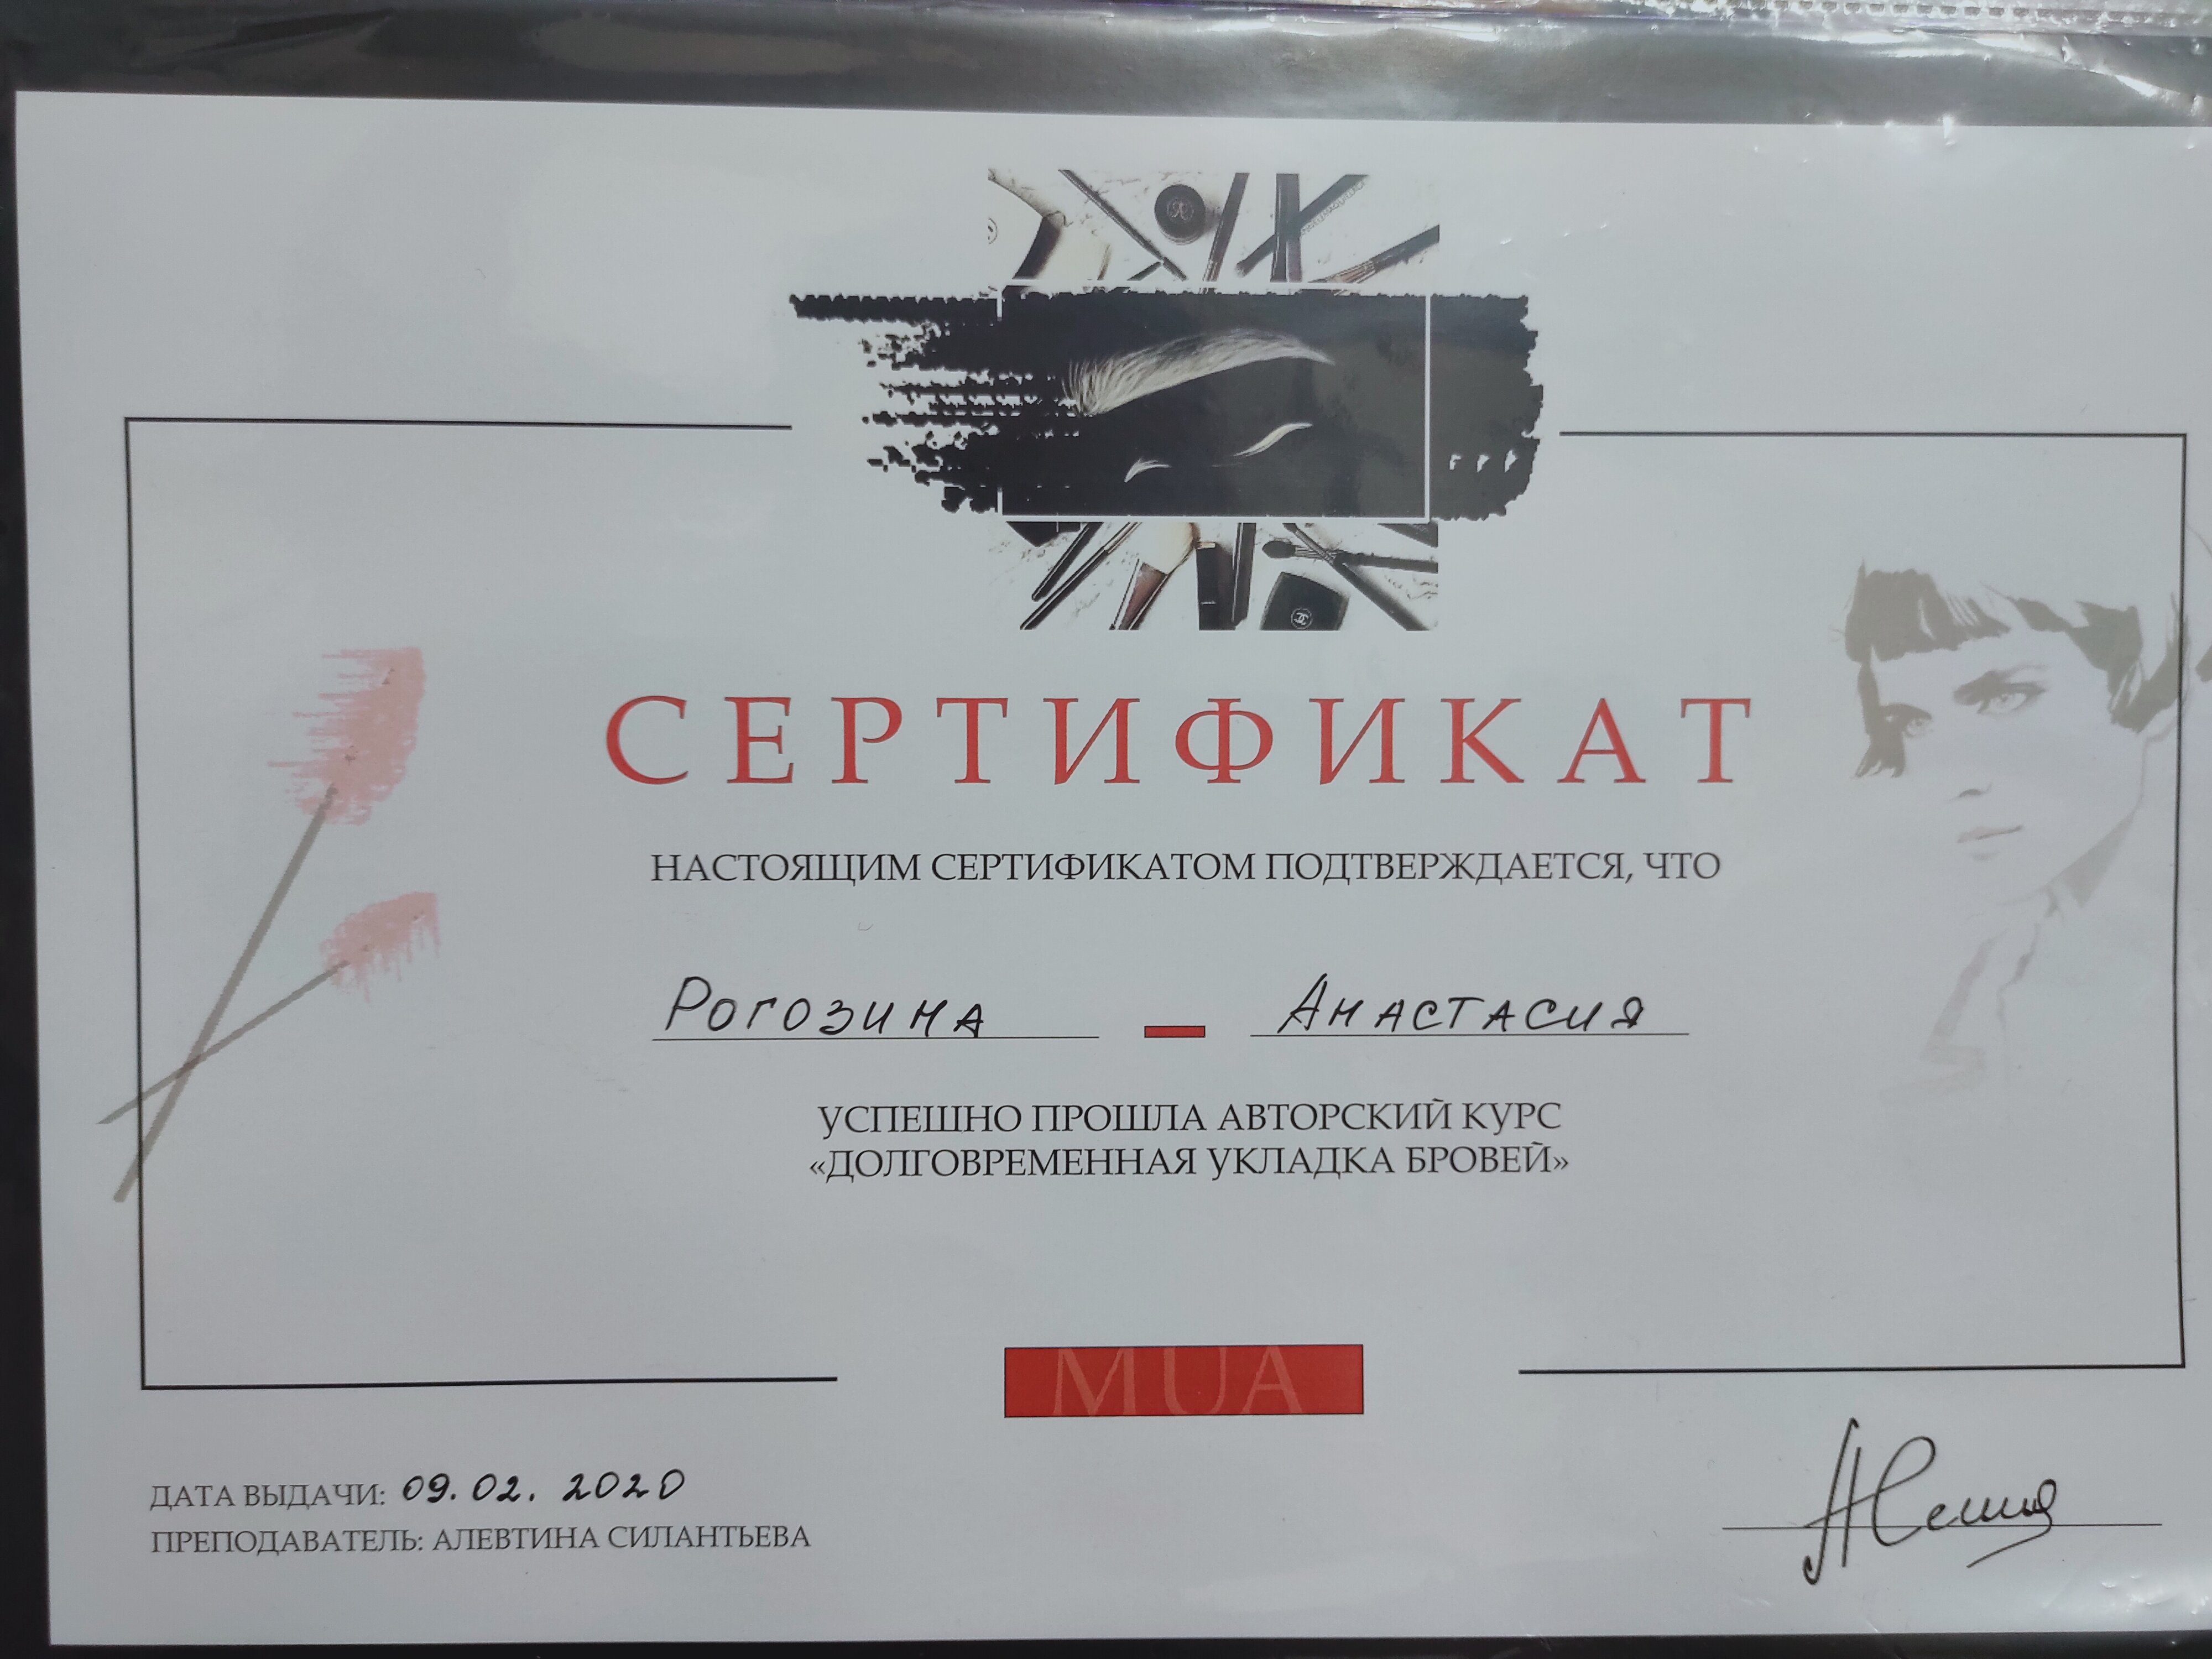 СЕРТИФИКАТ
НАСТОЯЩИМ СЕРТИФИКАТОМ ПОДТВЕРЖДАЕТСЯ, ЧТО
Рогозина — Анастасия
УСПЕШНО ПРОШЛА АВТОРСКИЙ КУРС
«ДОЛГОВРЕМЕННАЯ УКЛАДКА БРОВЕЙ»
MUA
ДАТА ВЫДАЧИ: 09.02.2020
ПРЕПОДАВАТЕЛЬ: АЛЕВТИНА СИЛАНТЬЕВА